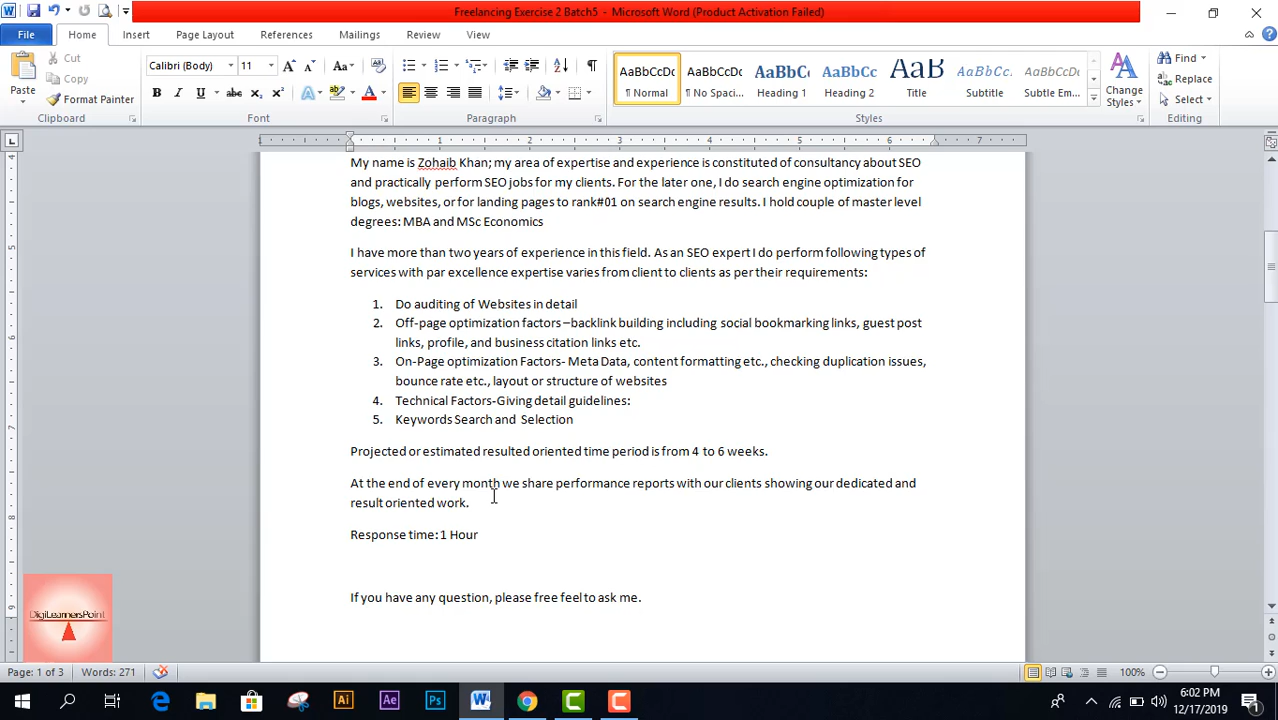 Freelancing Exercise 2 Batch5 - Microsoft Word (Product Activation Failed)
File Home Insert Page Layout References Mailings Review View
Paste
Cut
Copy
Format Painter
Clipboard
Calibri (Body) 11
Font
Paragraph
AaBbCcDc
¶ Normal
AaBbCcDc
¶ No Spaci...
AaBbC
Heading 1
AaBbCc
Heading 2
AaB
Title
AaBbCcL
Subtitle
AaBbCcDc
Subtle Em...
Change Styles
Styles
Find
Replace
Select
Editing
My name is Zohaib Khan; my area of expertise and experience is constituted of consultancy about SEO
and practically perform SEO jobs for my clients. For the later one, I do search engine optimization for
blogs, websites, or for landing pages to rank#01 on search engine results. I hold couple of master level
degrees: MBA and MSc Economics
I have more than two years of experience in this field. As an SEO expert I do perform following types of
services with par excellence expertise varies from client to clients as per their requirements:
1. Do auditing of Websites in detail
2. Off-page optimization factors –backlink building including social bookmarking links, guest post
links, profile, and business citation links etc.
3. On-Page optimization Factors- Meta Data, content formatting etc., checking duplication issues,
bounce rate etc., layout or structure of websites
4. Technical Factors-Giving detail guidelines:
5. Keywords Search and Selection
Projected or estimated resulted oriented time period is from 4 to 6 weeks.
At the end of every month we share performance reports with our clients showing our dedicated and
result oriented work.
Response time: 1 Hour
If you have any question, please free feel to ask me.
DigiLearnersPoint
Page: 1 of 3 Words: 271 100%
6:02 PM
12/17/2019